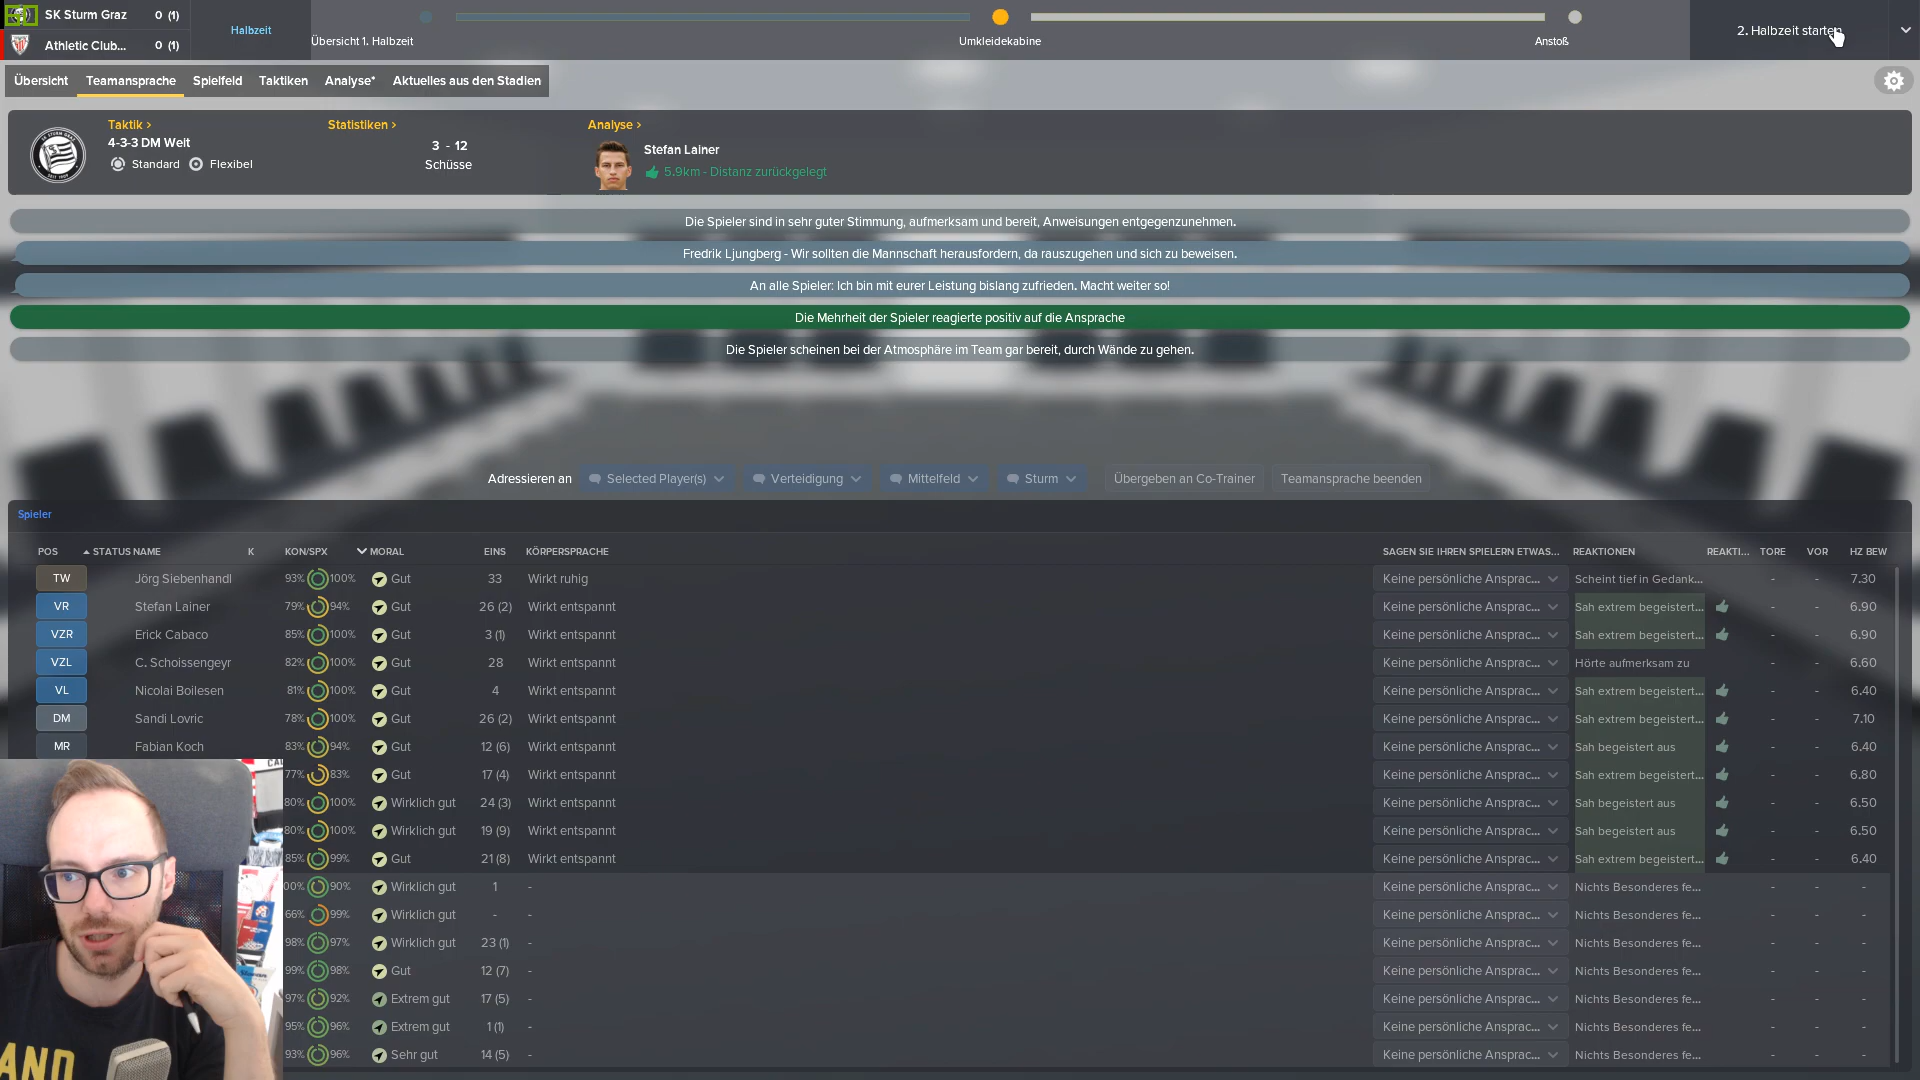 SK Sturm Graz 0 (1)
Athletic Club... 0 (1)
Halbzeit
Übersicht 1. Halbzeit
Umkleidekabine
Anstoß
2. Halbzeit starten
Übersicht Teamansprache Spielfeld Taktiken Analyse* Aktuelles aus den Stadien
Taktik >
4-3-3 DM Weit
Standard Flexibel
Statistiken >
3 - 12
Schüsse
Analyse >
Stefan Lainer
5.9km - Distanz zurückgelegt
Die Spieler sind in sehr guter Stimmung, aufmerksam und bereit, Anweisungen entgegenzunehmen.
Fredrik Ljungberg - Wir sollten die Mannschaft herausfordern, da rauszugehen und sich zu beweisen.
An alle Spieler: Ich bin mit eurer Leistung bislang zufrieden. Macht weiter so!
Die Mehrheit der Spieler reagierte positiv auf die Ansprache
Die Spieler scheinen bei der Atmosphäre im Team gar bereit, durch Wände zu gehen.
Adressieren an Selected Player(s) Verteidigung Mittelfeld Sturm Übergeben an Co-Trainer Teamansprache beenden
Spieler
POS STATUS NAME K KON/SPX MORAL EINS KÖRPERSPRACHE SAGEN SIE IHREN SPIELERN ETWAS... REAKTIONEN REAKTI... TORE VOR HZ BEW
TW Jörg Siebenhandl 93% 100% Gut 33 Wirkt ruhig Keine persönliche Ansprac... Scheint tief in Gedank... - - 7.30
VR Stefan Lainer 79% 94% Gut 26 (2) Wirkt entspannt Keine persönliche Ansprac... Sah extrem begeistert... - - 6.90
VZR Erick Cabaco 85% 100% Gut 3 (1) Wirkt entspannt Keine persönliche Ansprac... Sah extrem begeistert... - - 6.90
VZL C. Schoissengeyr 82% 100% Gut 28 Wirkt entspannt Keine persönliche Ansprac... Hörte aufmerksam zu - - 6.60
VL Nicolai Boilesen 81% 100% Gut 4 Wirkt entspannt Keine persönliche Ansprac... Sah extrem begeistert... - - 6.40
DM Sandi Lovric 78% 100% Gut 26 (2) Wirkt entspannt Keine persönliche Ansprac... Sah extrem begeistert... - - 7.10
MR Fabian Koch 83% 94% Gut 12 (6) Wirkt entspannt Keine persönliche Ansprac... Sah begeistert aus - - 6.40
77% 83% Gut 17 (4) Wirkt entspannt Keine persönliche Ansprac... Sah extrem begeistert... - - 6.80
80% 100% Wirklich gut 24 (3) Wirkt entspannt Keine persönliche Ansprac... Sah begeistert aus - - 6.50
80% 100% Wirklich gut 19 (9) Wirkt entspannt Keine persönliche Ansprac... Sah begeistert aus - - 6.50
85% 99% Gut 21 (8) Wirkt entspannt Keine persönliche Ansprac... Sah extrem begeistert... - - 6.40
00% 90% Wirklich gut 1 - Keine persönliche Ansprac... Nichts Besonderes fe... - - -
66% 99% Wirklich gut - - Keine persönliche Ansprac... Nichts Besonderes fe... - - -
98% 97% Wirklich gut 23 (1) - Keine persönliche Ansprac... Nichts Besonderes fe... - - -
99% 98% Gut 12 (7) - Keine persönliche Ansprac... Nichts Besonderes fe... - - -
97% 92% Extrem gut 17 (5) - Keine persönliche Ansprac... Nichts Besonderes fe... - - -
95% 96% Extrem gut 1 (1) - Keine persönliche Ansprac... Nichts Besonderes fe... - - -
93% 96% Sehr gut 14 (5) - Keine persönliche Ansprac... Nichts Besonderes fe... - - -
AND